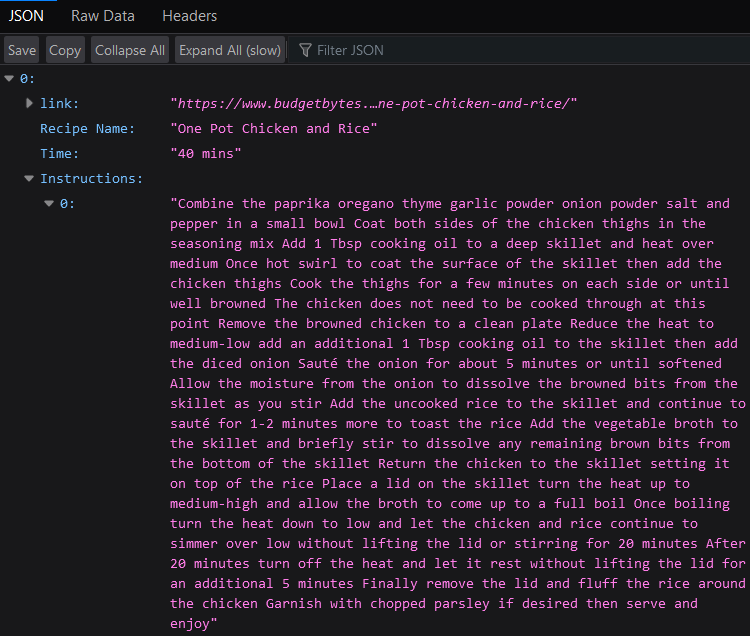 JSON Raw Data Headers
Save Copy Collapse All Expand All (slow) Filter JSON
0:
link: "https://www.budgetbytes.…ne-pot-chicken-and-rice/"
Recipe Name: "One Pot Chicken and Rice"
Time: "40 mins"
Instructions:
0: "Combine the paprika oregano thyme garlic powder onion powder salt and
pepper in a small bowl Coat both sides of the chicken thighs in the
seasoning mix Add 1 Tbsp cooking oil to a deep skillet and heat over
medium Once hot swirl to coat the surface of the skillet then add the
chicken thighs Cook the thighs for a few minutes on each side or until
well browned The chicken does not need to be cooked through at this
point Remove the browned chicken to a clean plate Reduce the heat to
medium-low add an additional 1 Tbsp cooking oil to the skillet then add
the diced onion Sauté the onion for about 5 minutes or until softened
Allow the moisture from the onion to dissolve the browned bits from the
skillet as you stir Add the uncooked rice to the skillet and continue to
sauté for 1-2 minutes more to toast the rice Add the vegetable broth to
the skillet and briefly stir to dissolve any remaining brown bits from
the bottom of the skillet Return the chicken to the skillet setting it
on top of the rice Place a lid on the skillet turn the heat up to
medium-high and allow the broth to come up to a full boil Once boiling
turn the heat down to low and let the chicken and rice continue to
simmer over low without lifting the lid or stirring for 20 minutes After
20 minutes turn off the heat and let it rest without lifting the lid for
an additional 5 minutes Finally remove the lid and fluff the rice around
the chicken Garnish with chopped parsley if desired then serve and
enjoy"